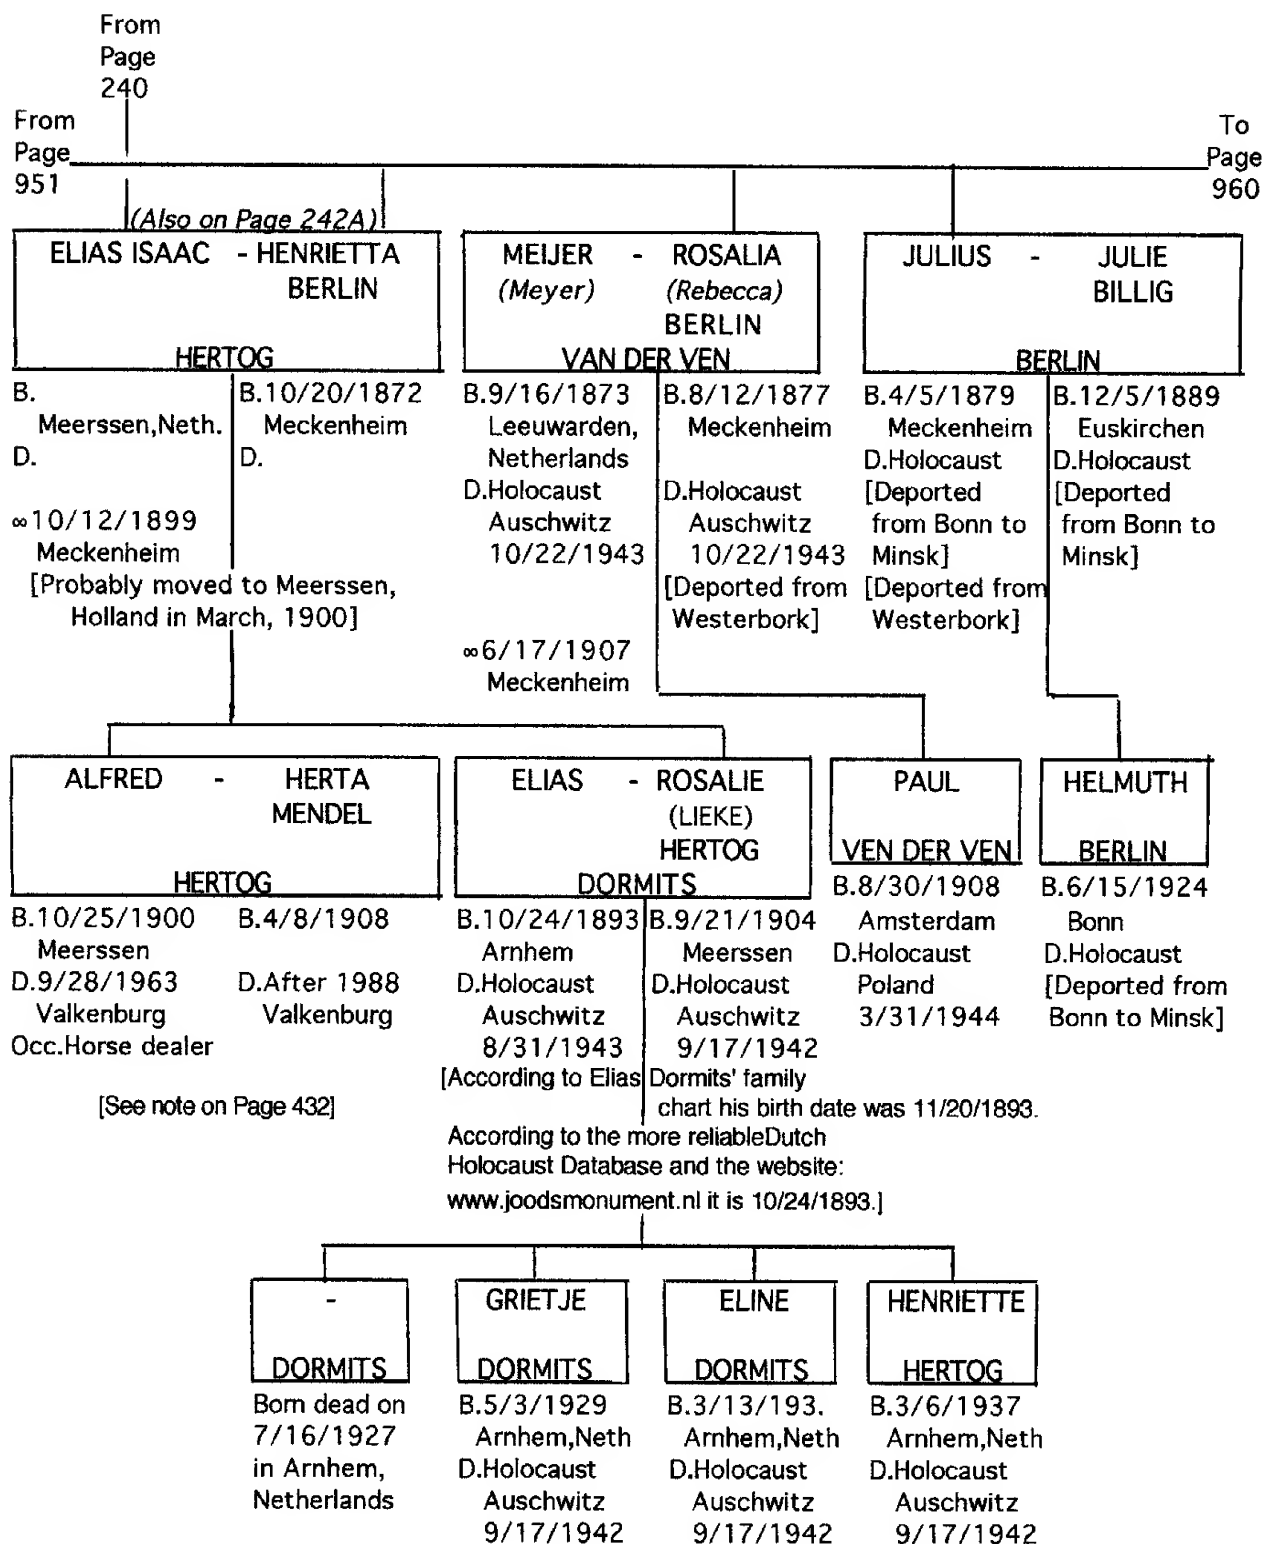 From
Page
240
From
Page
951
To
Page
960
(Also on Page 242A)
ELIAS ISAAC - HENRIETTA
BERLIN
HERTOG
B.
Meerssen,Neth.
D.
B.10/20/1872
Meckenheim
D.
∞10/12/1899
Meckenheim
[Probably moved to Meerssen,
Holland in March, 1900]
MEIJER - ROSALIA
(Meyer) (Rebecca)
BERLIN
VAN DER VEN
B.9/16/1873
Leeuwarden,
Netherlands
D.Holocaust
Auschwitz
10/22/1943
B.8/12/1877
Meckenheim
D.Holocaust
Auschwitz
10/22/1943
[Deported from
Westerbork]
∞6/17/1907
Meckenheim
JULIUS - JULIE
BILLIG
BERLIN
B.4/5/1879
Meckenheim
D.Holocaust
[Deported
from Bonn to
Minsk]
[Deported from
Westerbork]
B.12/5/1889
Euskirchen
D.Holocaust
[Deported
from Bonn to
Minsk]
ALFRED - HERTA
MENDEL
HERTOG
B.10/25/1900
Meerssen
D.9/28/1963
Valkenburg
Occ.Horse dealer
B.4/8/1908
D.After 1988
Valkenburg
[See note on Page 432]
ELIAS - ROSALIE
(LIEKE)
HERTOG
DORMITS
B.10/24/1893
Arnhem
D.Holocaust
Auschwitz
8/31/1943
B.9/21/1904
Meerssen
D.Holocaust
Auschwitz
9/17/1942
[According to Elias Dormits' family
chart his birth date was 11/20/1893.
According to the more reliableDutch
Holocaust Database and the website:
www.joodsmonument.nl it is 10/24/1893.]
PAUL
VEN DER VEN
B.8/30/1908
Amsterdam
D.Holocaust
Poland
3/31/1944
HELMUTH
BERLIN
B.6/15/1924
Bonn
D.Holocaust
[Deported from
Bonn to Minsk]
-
DORMITS
Born dead on
7/16/1927
in Arnhem,
Netherlands
GRIETJE
DORMITS
B.5/3/1929
Arnhem,Neth
D.Holocaust
Auschwitz
9/17/1942
ELINE
DORMITS
B.3/13/193.
Arnhem,Neth
D.Holocaust
Auschwitz
9/17/1942
HENRIETTE
HERTOG
B.3/6/1937
Arnhem,Neth
D.Holocaust
Auschwitz
9/17/1942